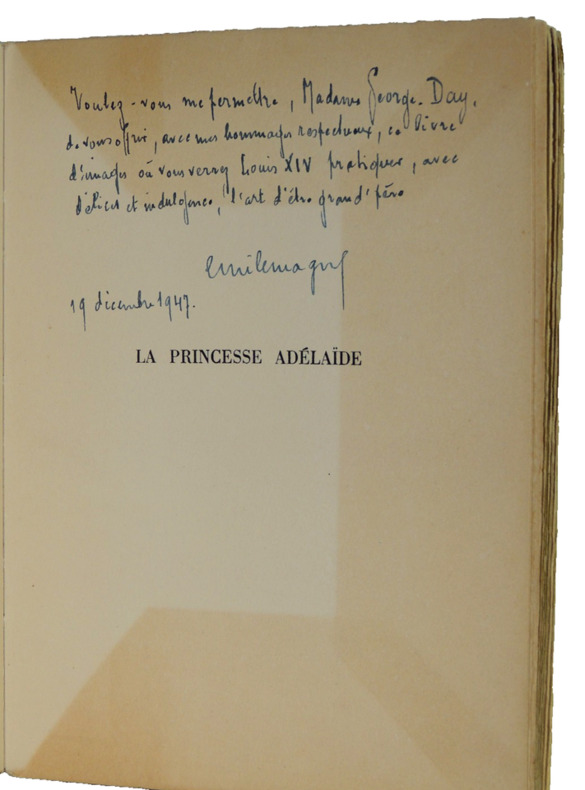 Voulez-vous me permettre, Madame George-Day,
de vous offrir, avec mes hommages respectueux, ce livre
d'images où vous verrez Louis XIV pratiquer, avec
délices et indulgence, l'art d'être grand'père
Emile Magne
19 décembre 1947.
LA PRINCESSE ADÉLAÏDE